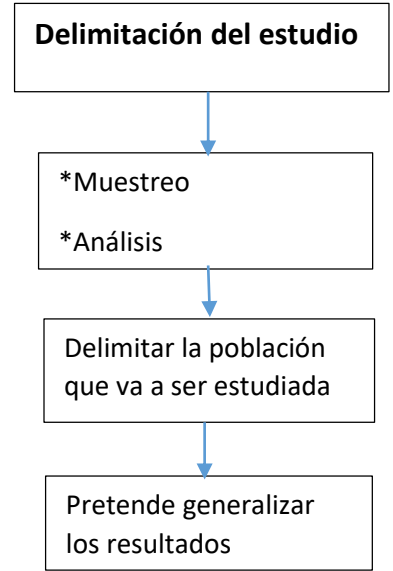 Delimitación del estudio
*Muestreo
*Análisis
Delimitar la población
que va a ser estudiada
Pretende generalizar
los resultados